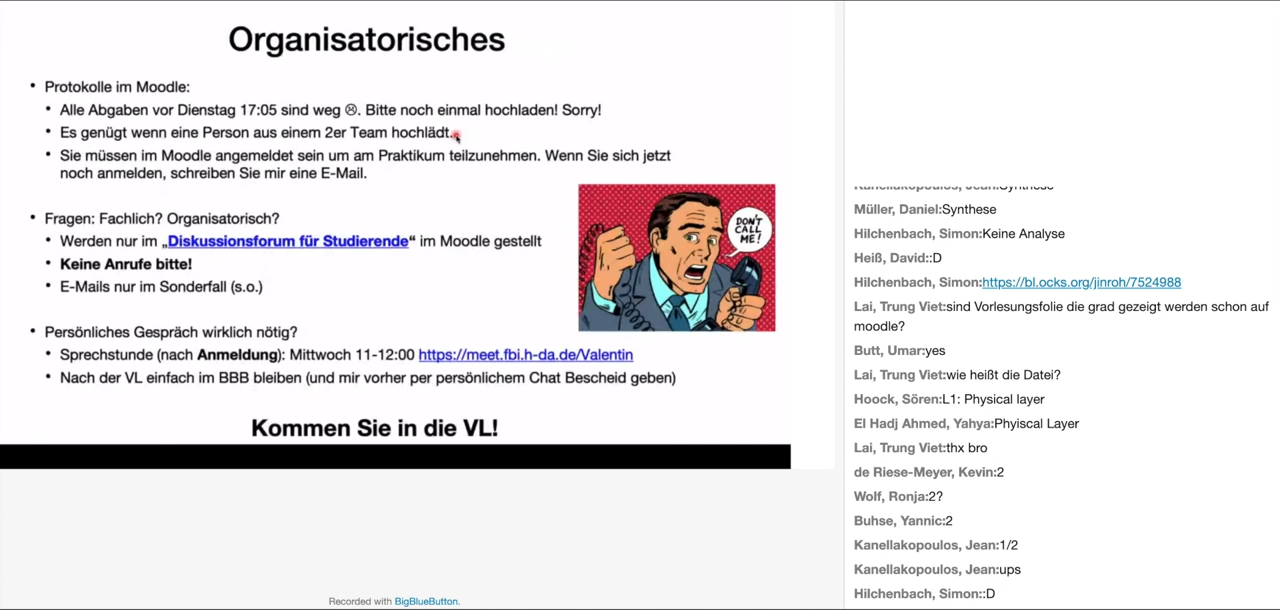 Organisatorisches
• Protokolle im Moodle:
• Alle Abgaben vor Dienstag 17:05 sind weg ☹. Bitte noch einmal hochladen! Sorry!
• Es genügt wenn eine Person aus einem 2er Team hochlädt.
• Sie müssen im Moodle angemeldet sein um am Praktikum teilzunehmen. Wenn Sie sich jetzt
noch anmelden, schreiben Sie mir eine E-Mail.
• Fragen: Fachlich? Organisatorisch?
• Werden nur im „Diskussionsforum für Studierende“ im Moodle gestellt
• Keine Anrufe bitte!
• E-Mails nur im Sonderfall (s.o.)
DON'T
CALL
ME!
• Persönliches Gespräch wirklich nötig?
• Sprechstunde (nach Anmeldung): Mittwoch 11-12:00 https://meet.fbi.h-da.de/Valentin
• Nach der VL einfach im BBB bleiben (und mir vorher per persönlichem Chat Bescheid geben)
Kommen Sie in die VL!
Recorded with BigBlueButton.
Kanellakopoulos, Jean:Synthese
Müller, Daniel:Synthese
Hilchenbach, Simon:Keine Analyse
Heiß, David::D
Hilchenbach, Simon:https://bl.ocks.org/jinroh/7524988
Lai, Trung Viet:sind Vorlesungsfolie die grad gezeigt werden schon auf
moodle?
Butt, Umar:yes
Lai, Trung Viet:wie heißt die Datei?
Hoock, Sören:L1: Physical layer
El Hadj Ahmed, Yahya:Phyiscal Layer
Lai, Trung Viet:thx bro
de Riese-Meyer, Kevin:2
Wolf, Ronja:2?
Buhse, Yannic:2
Kanellakopoulos, Jean:1/2
Kanellakopoulos, Jean:ups
Hilchenbach, Simon::D